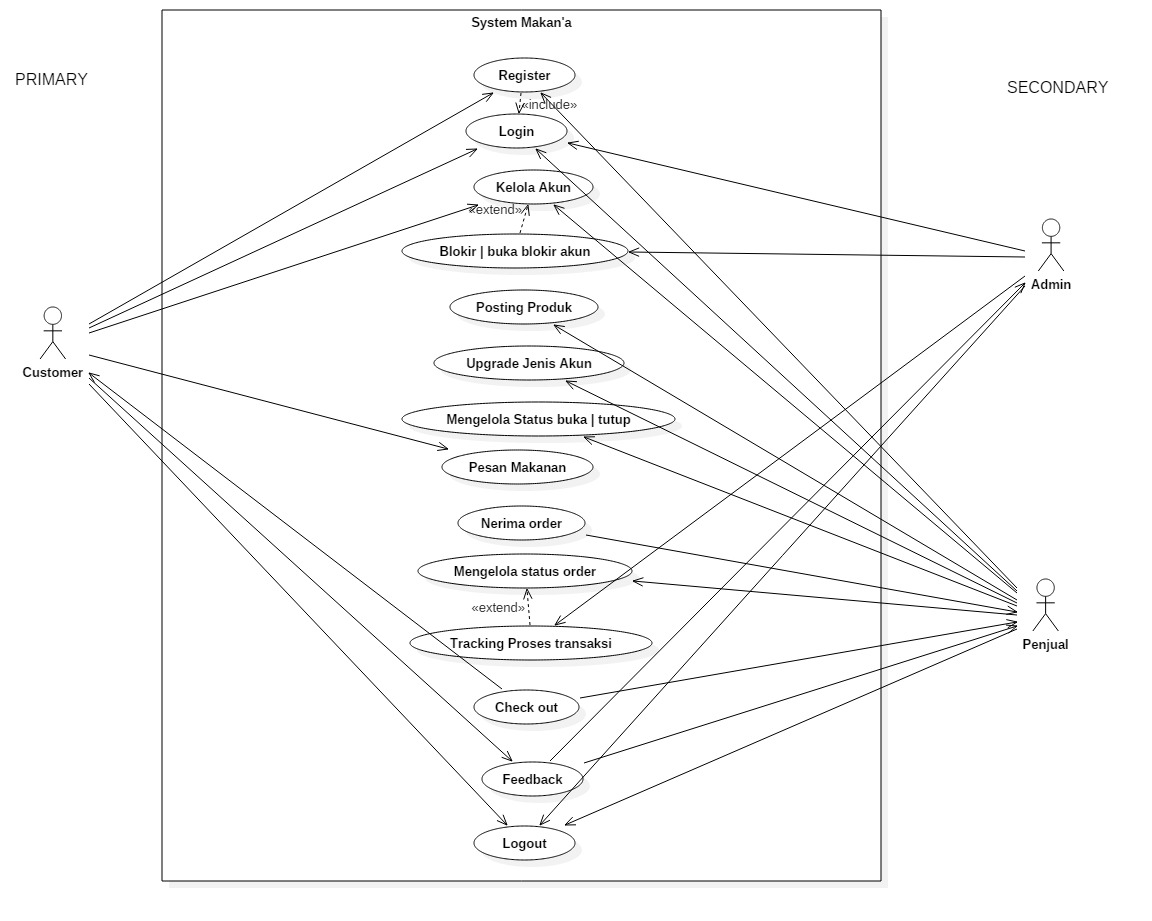 System Makan'a
PRIMARY
SECONDARY
Register
«include»
Login
Kelola Akun
«extend»
Blokir | buka blokir akun
Admin
Posting Produk
Upgrade Jenis Akun
Customer
Mengelola Status buka | tutup
Pesan Makanan
Nerima order
Mengelola status order
«extend»
Tracking Proses transaksi
Penjual
Check out
Feedback
Logout